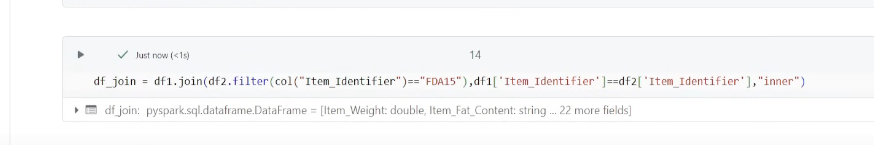 Just now (<1s)
14
df_join = df1.join(df2.filter(col("Item_Identifier")=="FDA15"),df1['Item_Identifier']==df2['Item_Identifier'],"inner")
df_join: pyspark.sql.dataframe.DataFrame = [Item_Weight: double, Item_Fat_Content: string ... 22 more fields]